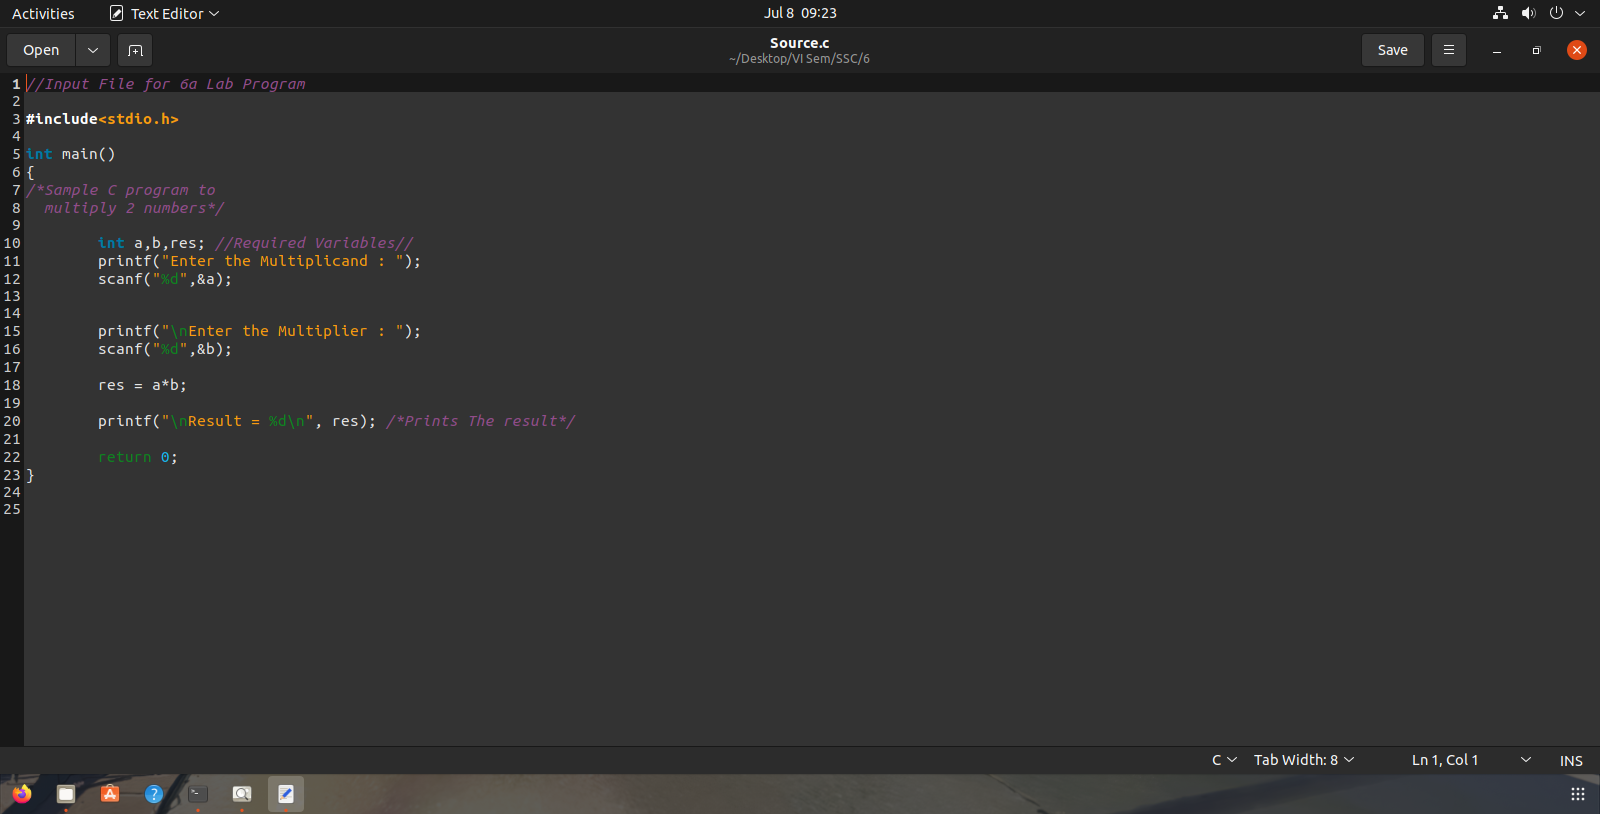 Activities Text Editor Jul 8 09:23
Open Source.c Save
~/Desktop/VI Sem/SSC/6
1 //Input File for 6a Lab Program
2
3 #include<stdio.h>
4
5 int main()
6 {
7 /*Sample C program to
8   multiply 2 numbers*/
9
10         int a,b,res; //Required Variables//
11         printf("Enter the Multiplicand : ");
12         scanf("%d",&a);
13
14
15         printf("\nEnter the Multiplier : ");
16         scanf("%d",&b);
17
18         res = a*b;
19
20         printf("\nResult = %d\n", res); /*Prints The result*/
21
22         return 0;
23 }
24
25
C Tab Width: 8 Ln 1, Col 1 INS